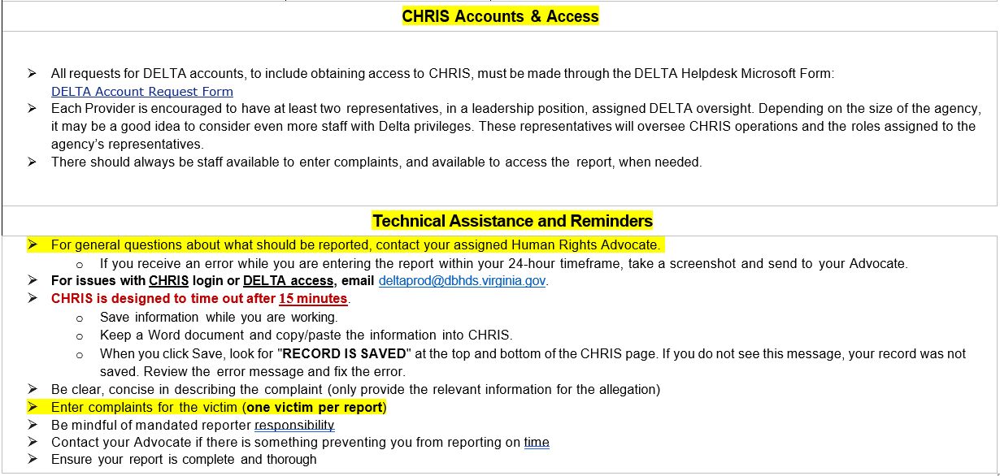 CHRIS Accounts & Access
➢ All requests for DELTA accounts, to include obtaining access to CHRIS, must be made through the DELTA Helpdesk Microsoft Form:
DELTA Account Request Form
➢ Each Provider is encouraged to have at least two representatives, in a leadership position, assigned DELTA oversight. Depending on the size of the agency,
it may be a good idea to consider even more staff with Delta privileges. These representatives will oversee CHRIS operations and the roles assigned to the
agency’s representatives.
➢ There should always be staff available to enter complaints, and available to access the report, when needed.
Technical Assistance and Reminders
➢ For general questions about what should be reported, contact your assigned Human Rights Advocate.
o If you receive an error while you are entering the report within your 24-hour timeframe, take a screenshot and send to your Advocate.
➢ For issues with CHRIS login or DELTA access, email deltaprod@dbhds.virginia.gov.
➢ CHRIS is designed to time out after 15 minutes.
o Save information while you are working.
o Keep a Word document and copy/paste the information into CHRIS.
o When you click Save, look for "RECORD IS SAVED" at the top and bottom of the CHRIS page. If you do not see this message, your record was not
saved. Review the error message and fix the error.
➢ Be clear, concise in describing the complaint (only provide the relevant information for the allegation)
➢ Enter complaints for the victim (one victim per report)
➢ Be mindful of mandated reporter responsibility
➢ Contact your Advocate if there is something preventing you from reporting on time
➢ Ensure your report is complete and thorough